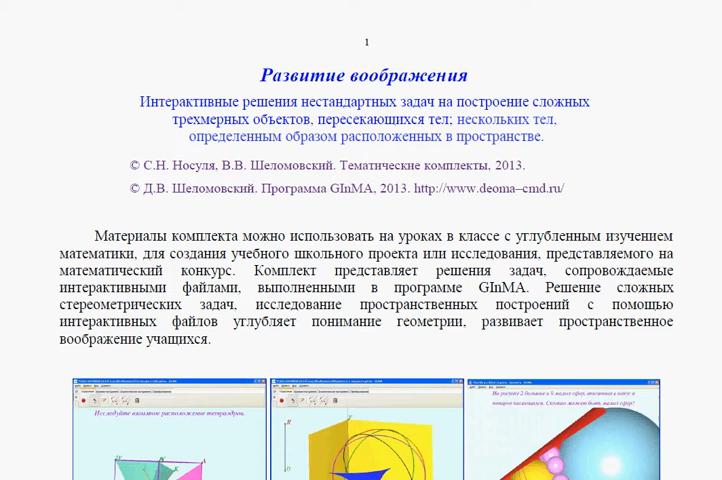 1
Развитие воображения
Интерактивные решения нестандартных задач на построение сложных
трехмерных объектов, пересекающихся тел; нескольких тел,
определенным образом расположенных в пространстве.
© С.Н. Носуля, В.В. Шеломовский. Тематические комплекты, 2013.
© Д.В. Шеломовский. Программа GInMA, 2013. http://www.deoma–cmd.ru/
Материалы комплекта можно использовать на уроках в классе с углубленным изучением
математики, для создания учебного школьного проекта или исследования, представляемого на
математический конкурс. Комплект представляет решения задач, сопровождаемые
интерактивными файлами, выполненными в программе GInMA. Решение сложных
стереометрических задач, исследование пространственных построений с помощью
интерактивных файлов углубляет понимание геометрии, развивает пространственное
воображение учащихся.
Исследуйте взаимное расположение тетраэдров.